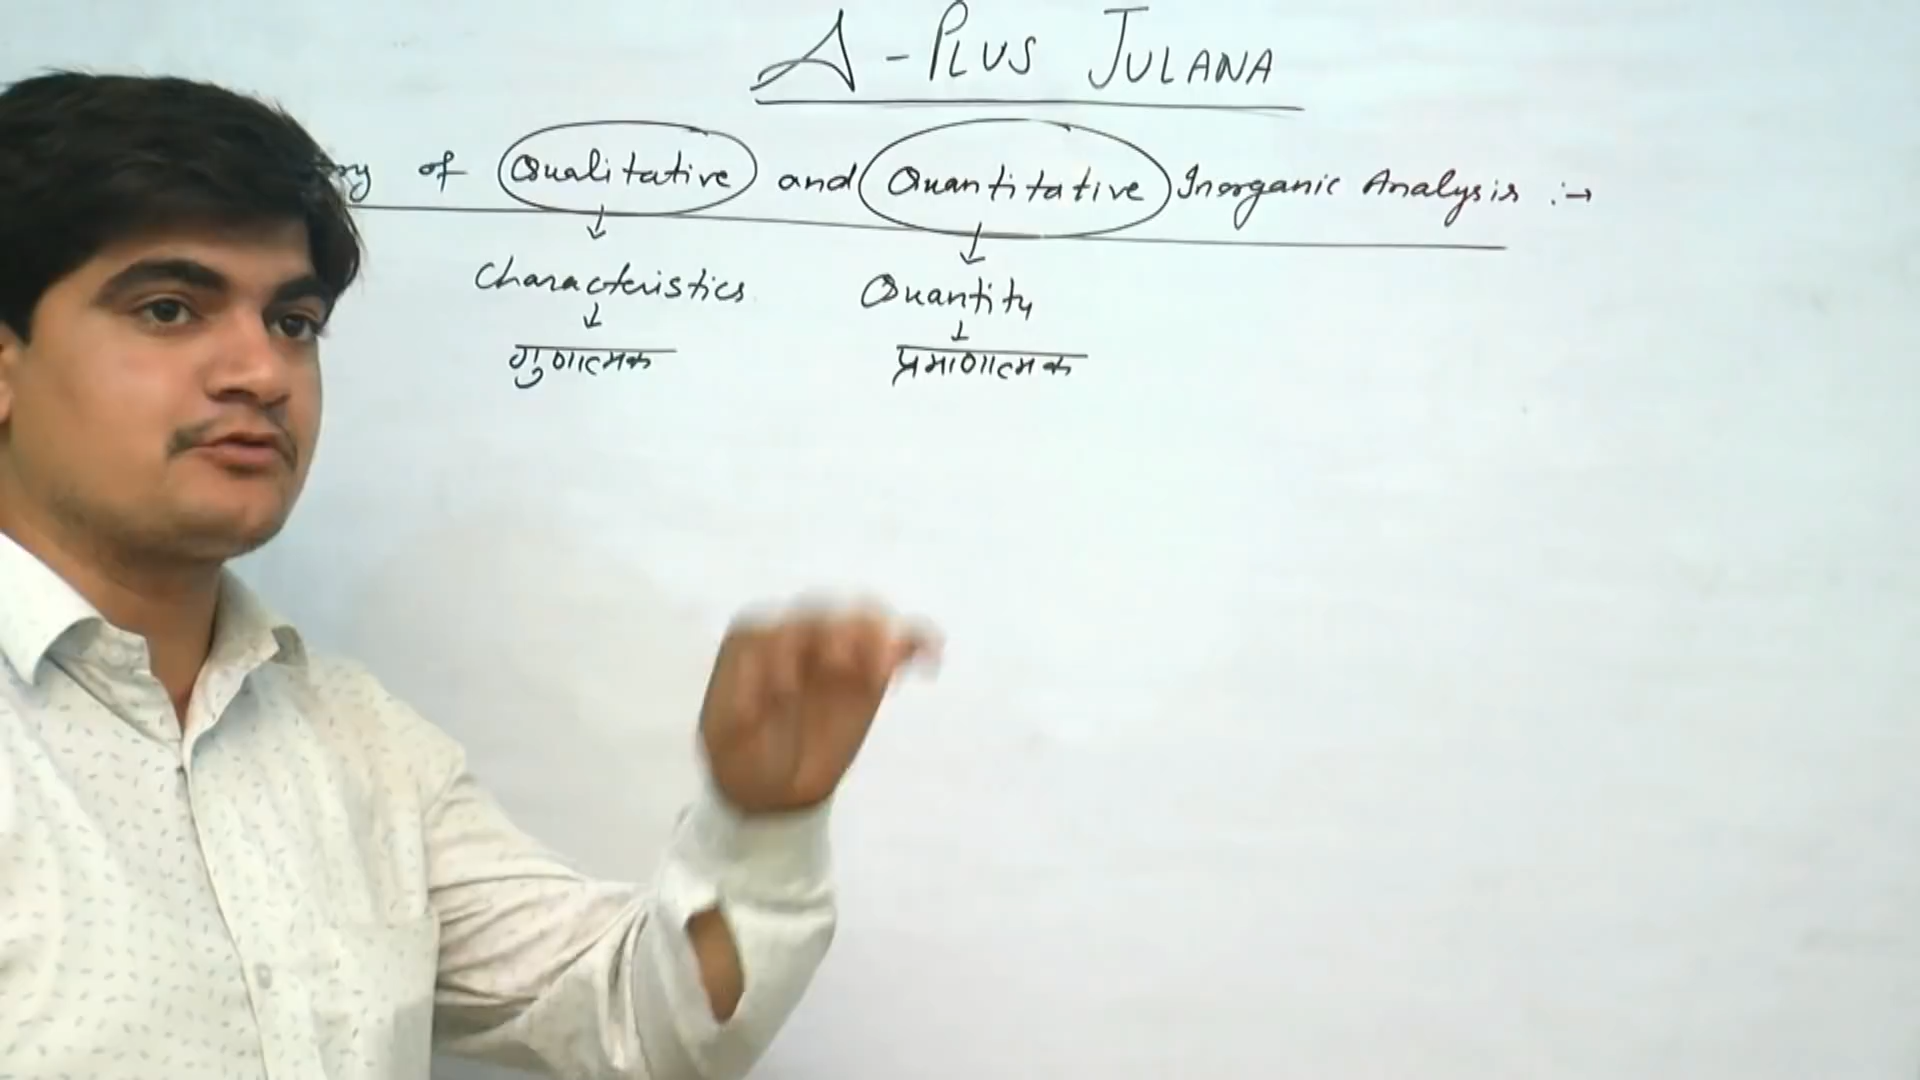 A-PLUS JULANA
of Qualitative and Quantitative Inorganic Analysis :→
Characteristics
Quantity
गुणात्मक
प्रमाणात्मक